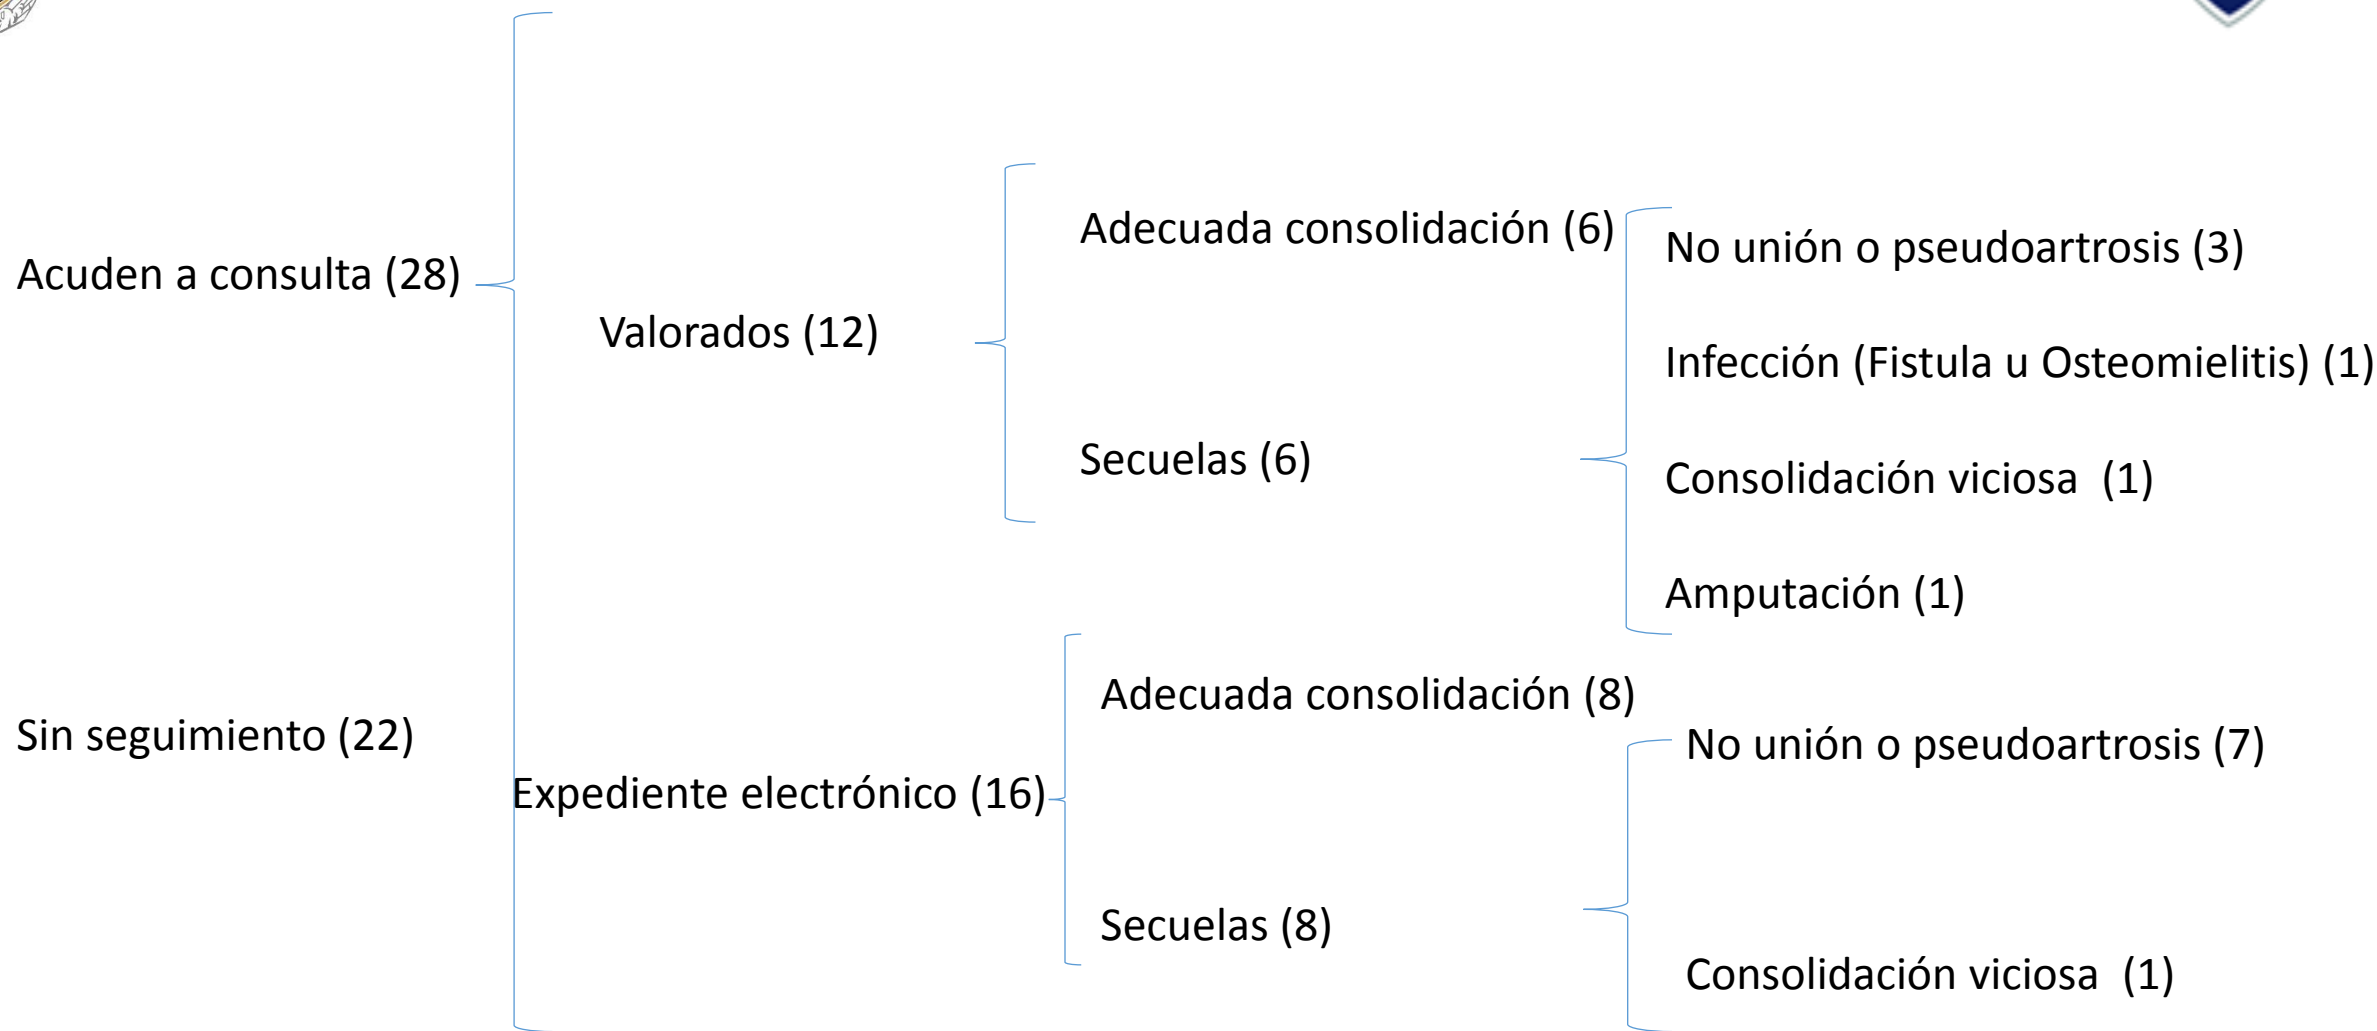 Acuden a consulta (28)
Sin seguimiento (22)
Valorados (12)
Expediente electrónico (16)
Adecuada consolidación (6)
Secuelas (6)
No unión o pseudoartrosis (3)
Infección (Fistula u Osteomielitis) (1)
Consolidación viciosa (1)
Amputación (1)
Adecuada consolidación (8)
Secuelas (8)
No unión o pseudoartrosis (7)
Consolidación viciosa (1)